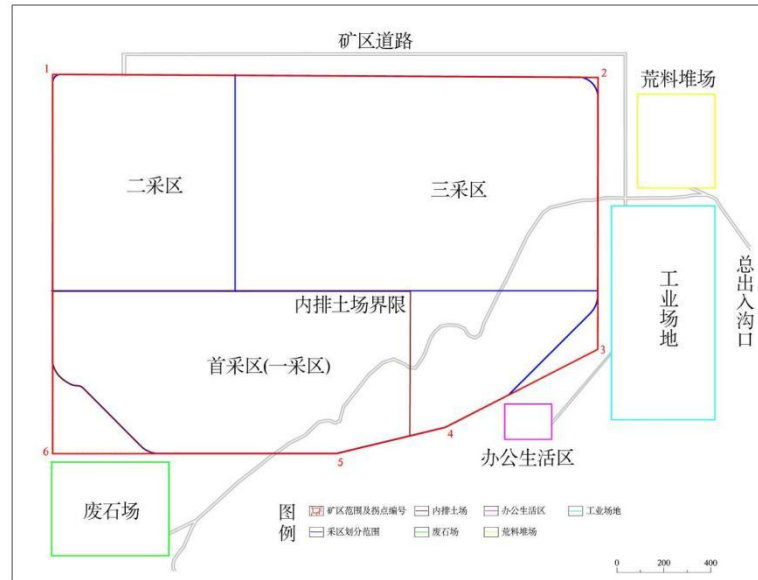 矿区道路
1
2
荒料堆场
二采区
三采区
内排土场界限
工业场地
总出入沟口
首采区(一采区)
3
4
5
6
办公生活区
废石场
图例
矿区范围及拐点编号
内排土场
办公生活区
工业场地
采区划分范围
废石场
荒料堆场
0 200 400